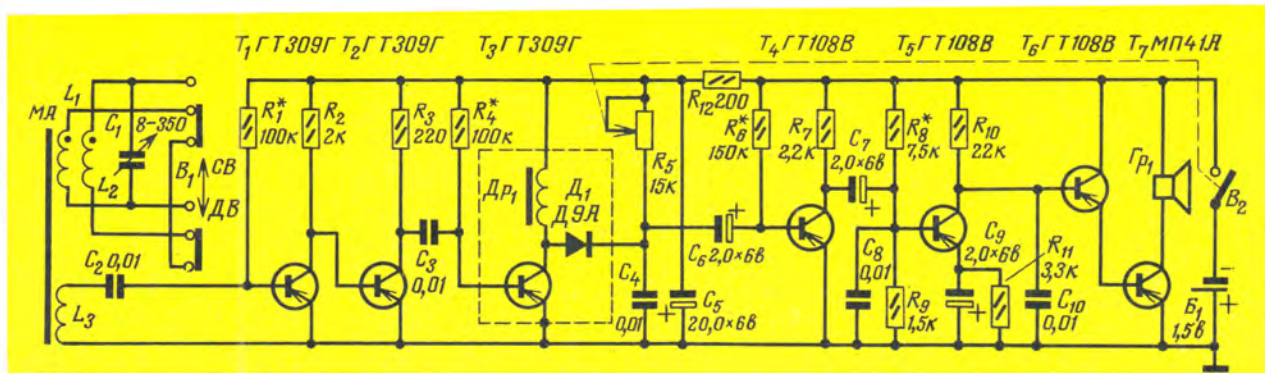 T₁ ГТ309Г T₂ ГТ309Г T₃ ГТ309Г T₄ ГТ108В T₅ ГТ108В T₆ ГТ108В T₇ МП41А
МА
L₁
C₁
8-350
L₂
B₁
СВ
ДВ
C₂ 0,01
L₃
R₁*
100к
R₂
2к
R₃
220
R₄*
100к
C₃
0,01
Др₁
Д₁
Д9А
R₅
15к
C₄
0,01
C₅
20,0×6в
R₁₂ 200
C₆ 2,0×6в
+
R₆*
150к
R₇
2,2к
C₇
2,0×6в
+
R₈*
7,5к
C₈
0,01
R₉
1,5к
R₁₀
22к
C₉
2,0×6в
+
R₁₁
3,3к
C₁₀
0,01
Гр₁
B₂
-
+
Б₁
1,5в